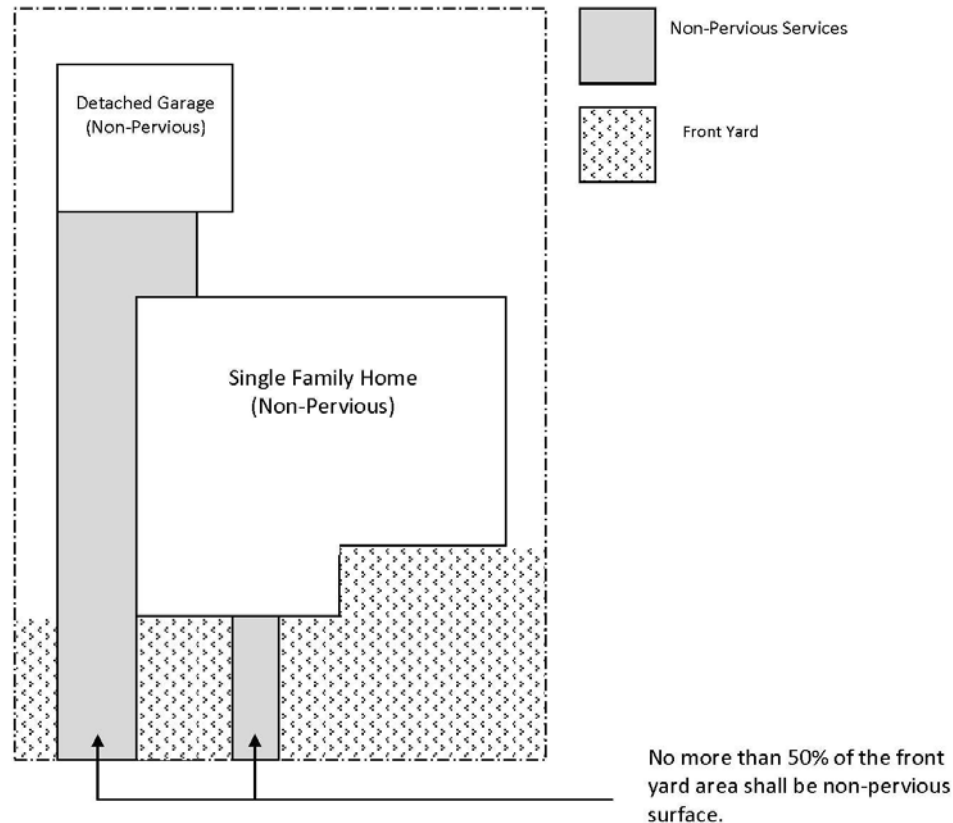 Non-Pervious Services
Detached Garage
(Non-Pervious)
Front Yard
Single Family Home
(Non-Pervious)
No more than 50% of the front
yard area shall be non-pervious
surface.